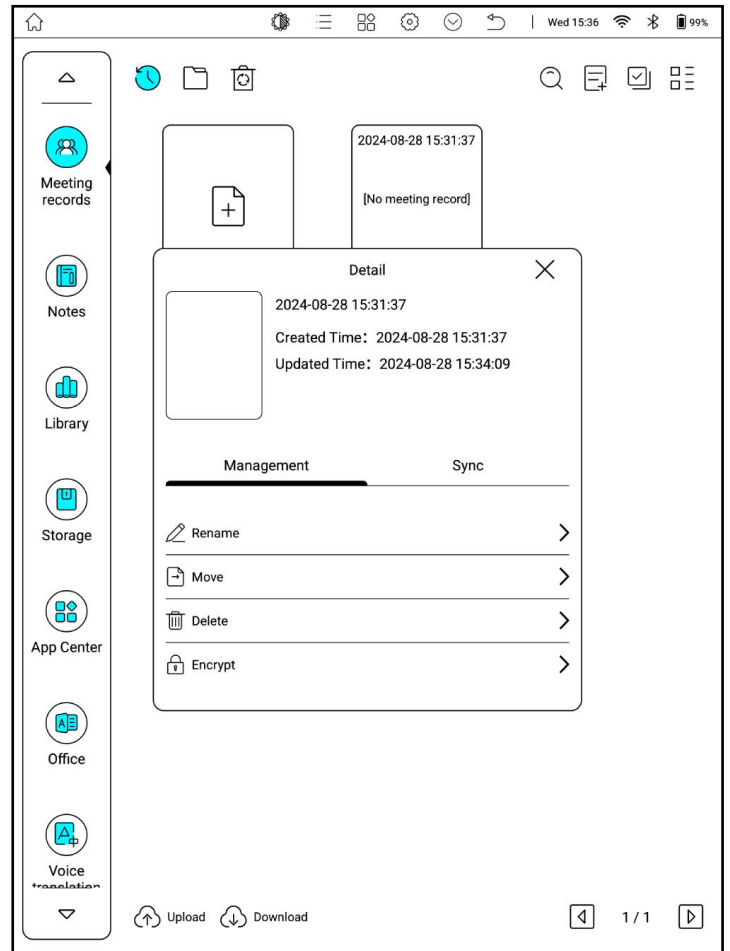 Wed 15:36
99%
Meeting
records
Notes
Library
Storage
App Center
Office
Voice
translation
2024-08-28 15:31:37
[No meeting record]
Detail
2024-08-28 15:31:37
Created Time：2024-08-28 15:31:37
Updated Time：2024-08-28 15:34:09
Management
Sync
Rename
Move
Delete
Encrypt
Upload
Download
1 / 1